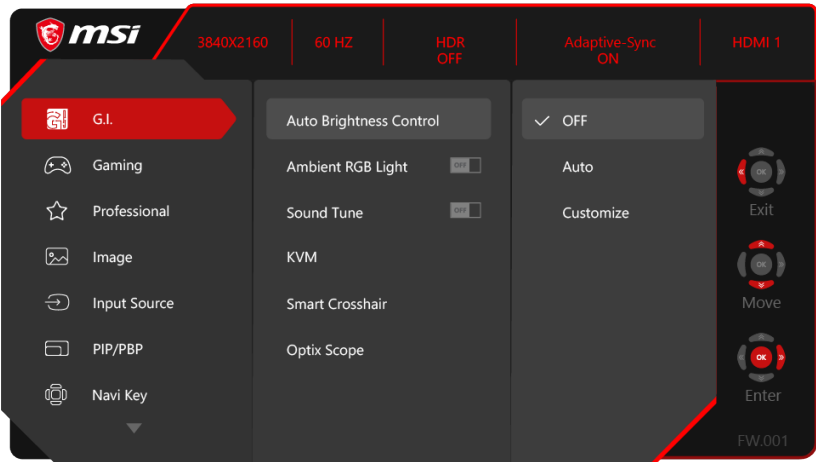 msi
3840X2160
60 HZ
HDR
OFF
Adaptive-Sync
ON
HDMI 1
G.I.
Gaming
Professional
Image
Input Source
PIP/PBP
Navi Key
Auto Brightness Control
Ambient RGB Light OFF
Sound Tune OFF
KVM
Smart Crosshair
Optix Scope
OFF
Auto
Customize
OK
Exit
OK
Move
OK
Enter
FW.001